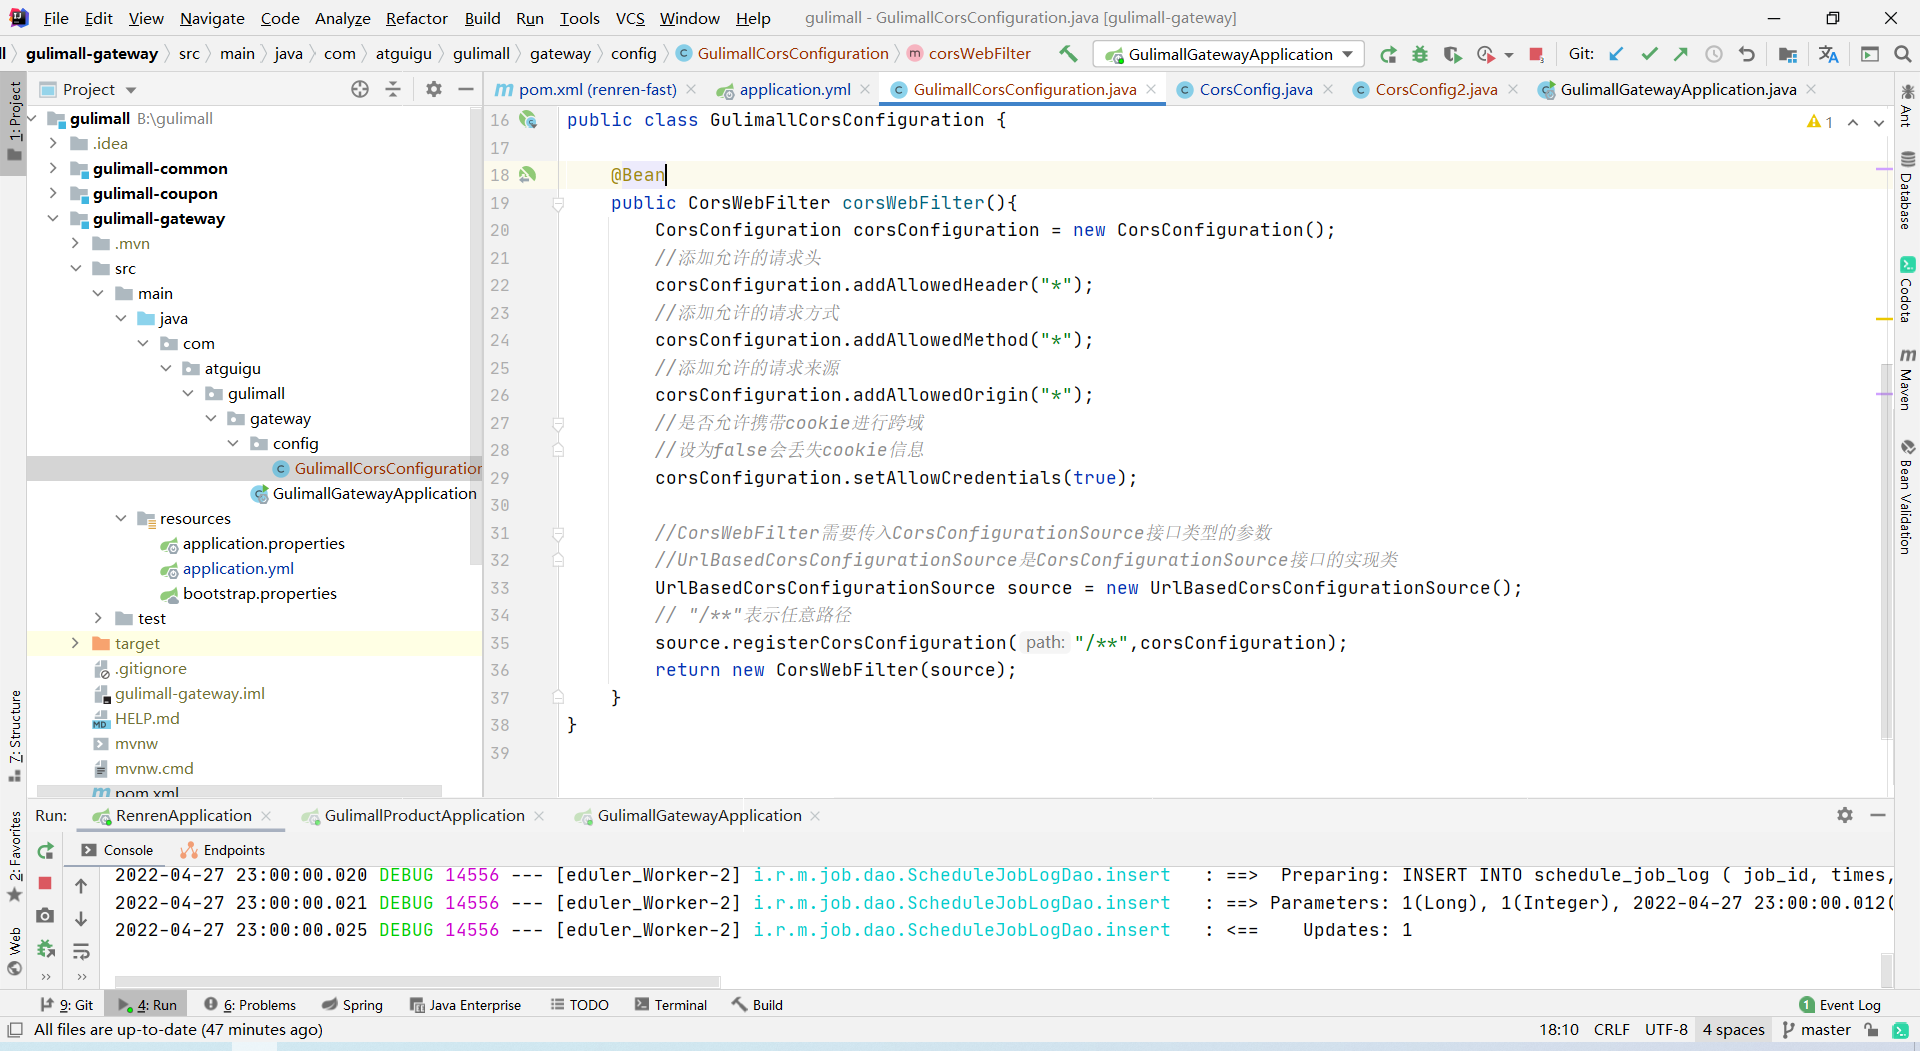 File Edit View Navigate Code Analyze Refactor Build Run Tools VCS Window Help gulimall - GulimallCorsConfiguration.java [gulimall-gateway]
gulimall-gateway src main java com atguigu gulimall gateway config GulimallCorsConfiguration corsWebFilter GulimallGatewayApplication Git:
Project
pom.xml (renren-fast) application.yml GulimallCorsConfiguration.java CorsConfig.java CorsConfig2.java GulimallGatewayApplication.java
1: Project
7: Structure
2: Favorites
Web
gulimall B:\gulimall
.idea
gulimall-common
gulimall-coupon
gulimall-gateway
.mvn
src
main
java
com
atguigu
gulimall
gateway
config
GulimallCorsConfiguration
GulimallGatewayApplication
resources
application.properties
application.yml
bootstrap.properties
test
target
.gitignore
gulimall-gateway.iml
HELP.md
mvnw
mvnw.cmd
pom.xml
16 public class GulimallCorsConfiguration {
17
18 @Bean
19 public CorsWebFilter corsWebFilter(){
20 CorsConfiguration corsConfiguration = new CorsConfiguration();
21 //添加允许的请求头
22 corsConfiguration.addAllowedHeader("*");
23 //添加允许的请求方式
24 corsConfiguration.addAllowedMethod("*");
25 //添加允许的请求来源
26 corsConfiguration.addAllowedOrigin("*");
27 //是否允许携带cookie进行跨域
28 //设为false会丢失cookie信息
29 corsConfiguration.setAllowCredentials(true);
30
31 //CorsWebFilter需要传入CorsConfigurationSource接口类型的参数
32 //UrlBasedCorsConfigurationSource是CorsConfigurationSource接口的实现类
33 UrlBasedCorsConfigurationSource source = new UrlBasedCorsConfigurationSource();
34 // "/**"表示任意路径
35 source.registerCorsConfiguration( path: "/**",corsConfiguration);
36 return new CorsWebFilter(source);
37 }
38 }
39
1
Ant
Database
Codota
Maven
Bean Validation
Run: RenrenApplication GulimallProductApplication GulimallGatewayApplication
Console Endpoints
2022-04-27 23:00:00.020 DEBUG 14556 --- [eduler_Worker-2] i.r.m.job.dao.ScheduleJobLogDao.insert : ==> Preparing: INSERT INTO schedule_job_log ( job_id, times,
2022-04-27 23:00:00.021 DEBUG 14556 --- [eduler_Worker-2] i.r.m.job.dao.ScheduleJobLogDao.insert : ==> Parameters: 1(Long), 1(Integer), 2022-04-27 23:00:00.012(
2022-04-27 23:00:00.025 DEBUG 14556 --- [eduler_Worker-2] i.r.m.job.dao.ScheduleJobLogDao.insert : <== Updates: 1
9: Git 4: Run 6: Problems Spring Java Enterprise TODO Terminal Build 1 Event Log
All files are up-to-date (47 minutes ago) 18:10 CRLF UTF-8 4 spaces master